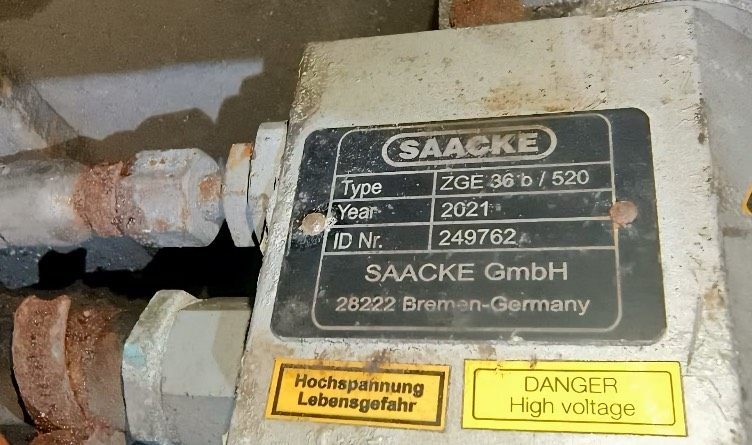 SAACKE
Type ZGE 36 b / 520
Year 2021
ID Nr. 249762
SAACKE GmbH
28222 Bremen-Germany
Hochspannung
Lebensgefahr
DANGER
High voltage